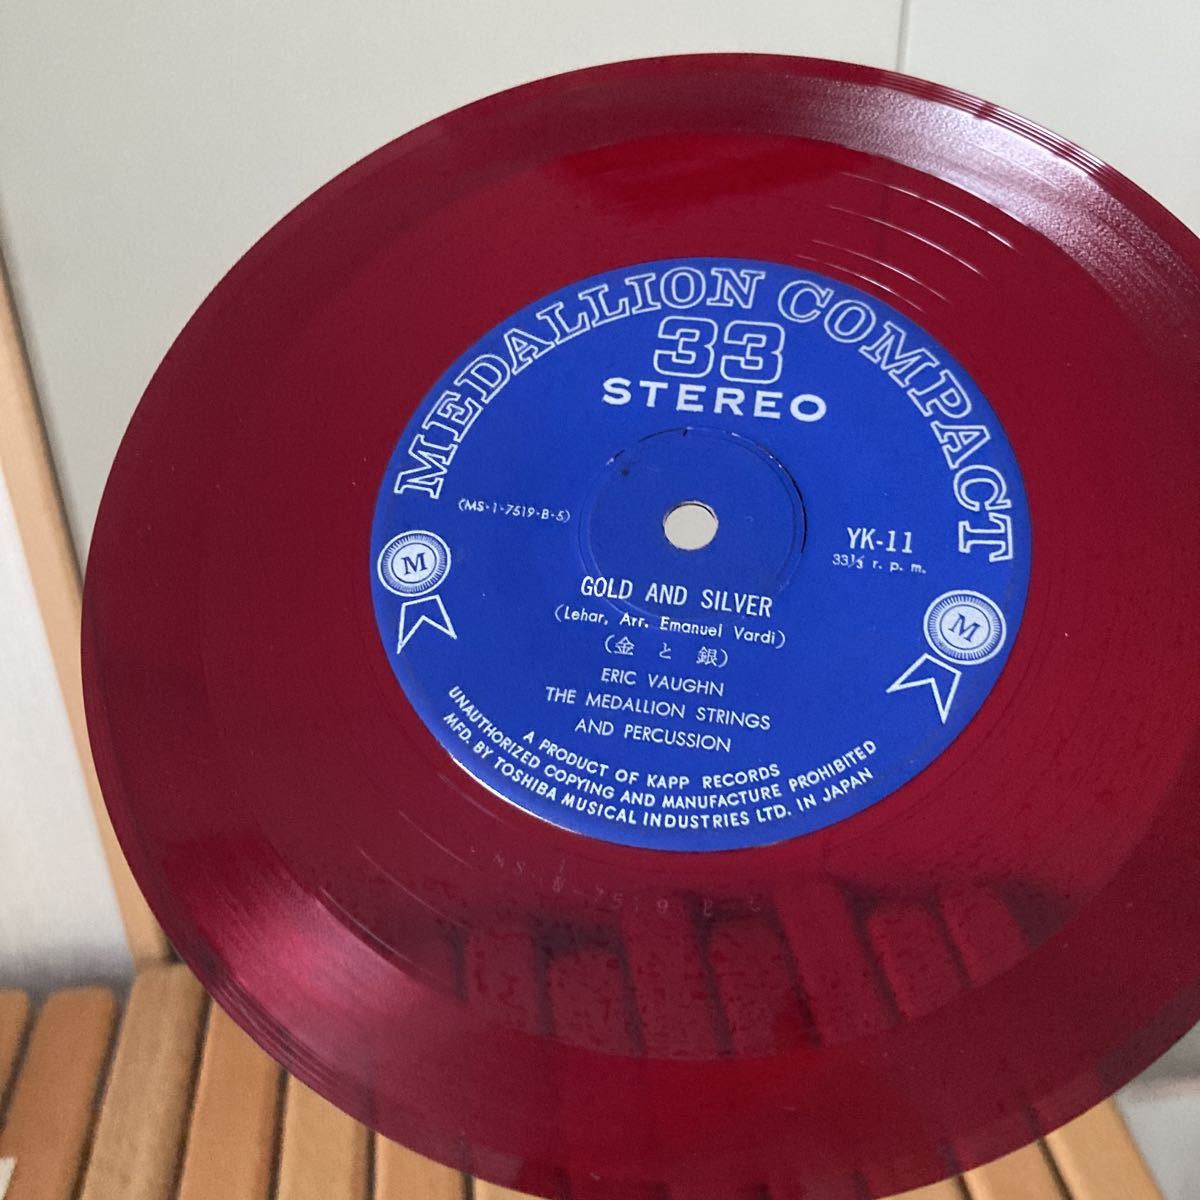 MEDALLION COMPACT
33
STEREO
(MS-1-7519-B-5)
YK-11
33⅓ r. p. m.
M
M
GOLD AND SILVER
(Lehar, Arr. Emanuel Vardi)
(金と銀)
ERIC VAUGHN
THE MEDALLION STRINGS
AND PERCUSSION
A PRODUCT OF KAPP RECORDS
UNAUTHORIZED COPYING AND MANUFACTURE PROHIBITED
MFD. BY TOSHIBA MUSICAL INDUSTRIES LTD. IN JAPAN